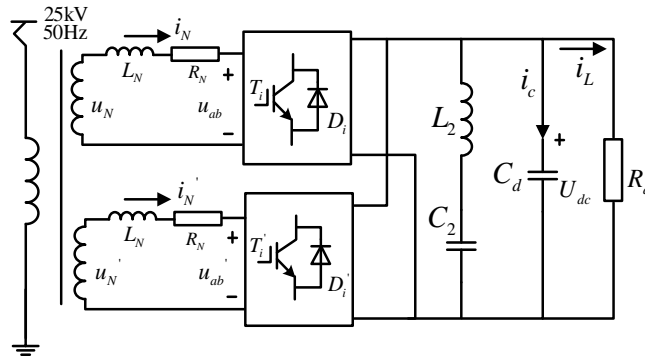 25kV
50Hz
i_N
L_N
R_N
+
u_N
u_ab
-
T_i
D_i
i_N'
L_N
R_N
+
u_N'
u_ab'
-
T_i'
D_i'
L_2
C_2
i_c
+
C_d
U_dc
i_L